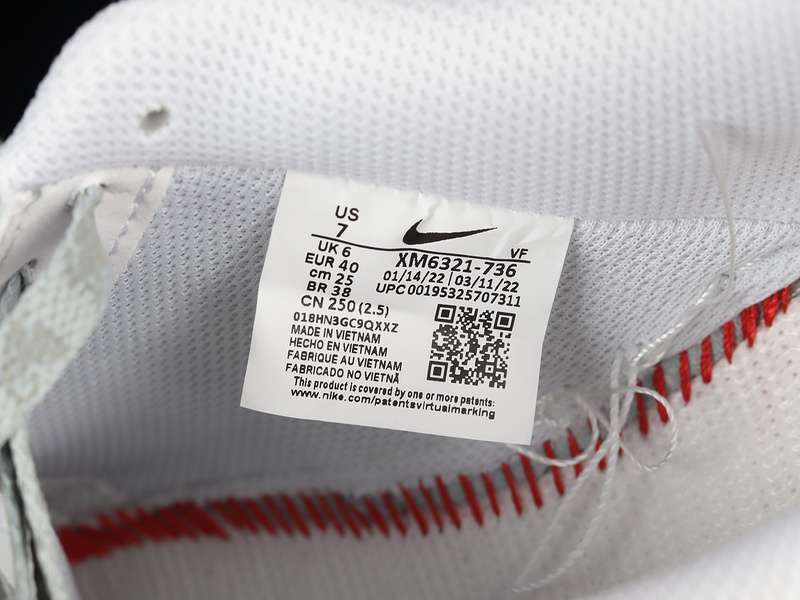 US
7
UK 6
EUR 40
cm 25
BR 38
CN 250 (2.5)
VF
XM6321-736
01/14/22 | 03/11/22
UPC 00195325707311
018HN3GC9QXXZ
MADE IN VIETNAM
HECHO EN VIETNAM
FABRIQUE AU VIETNAM
FABRICADO NO VIETNÃ
This product is covered by one or more patents:
www.nike.com/patentsvirtualmarking